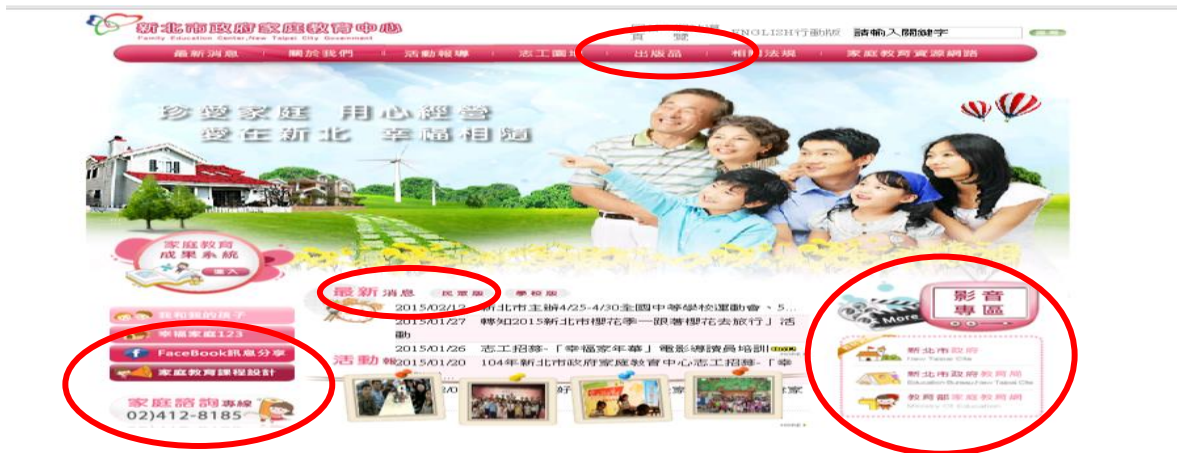 新北市政府家庭教育中心
Family Education Center,New Taipei City Government
ENGLISH 行動版 請輸入關鍵字
最新消息 關於我們 活動報導 志工園地 出版品 相關法規 家庭教育資源網路
珍愛家庭 用心經營
愛在新北 幸福相隨
家庭教育
成果系統
登入
最新消息 民眾版 學校版
2015/02/12 新北市主辦4/25-4/30全國中等學校運動會、5...
2015/01/27 轉知2015新北市櫻花季－跟著櫻花去旅行」活
動
2015/01/26 志工招募-「幸福家年華」電影導讀員培訓
活動
2015/01/20 104年新北市政府家庭教育中心志工招募-「幸
我和我的孩子
幸福家庭123
FaceBook訊息分享
家庭教育課程設計
家庭諮詢專線
02)412-8185
More
影音
專區
新北市政府
New Taipei Cite
新北市政府教育局
Education Bureau,New Taipei Cite
教育部家庭教育網
Ministry Of Education